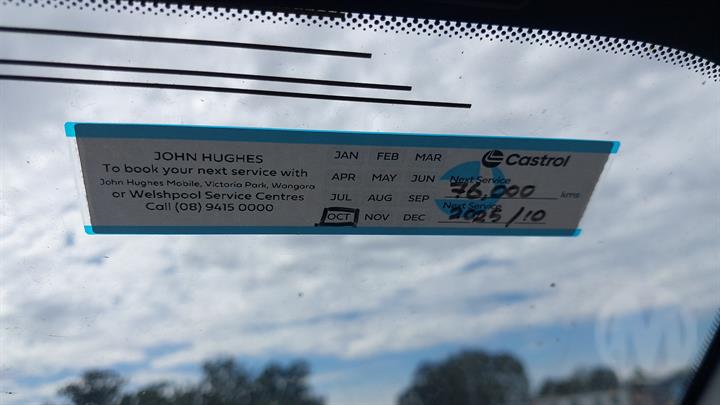 JOHN HUGHES
To book your next service with
John Hughes Mobile, Victoria Park, Wangara
or Welshpool Service Centres
Call (08) 9415 0000
JAN FEB MAR
APR MAY JUN
JUL AUG SEP
OCT NOV DEC
Castrol
Next Service
76,000 kms
Next Service
2025/10
M